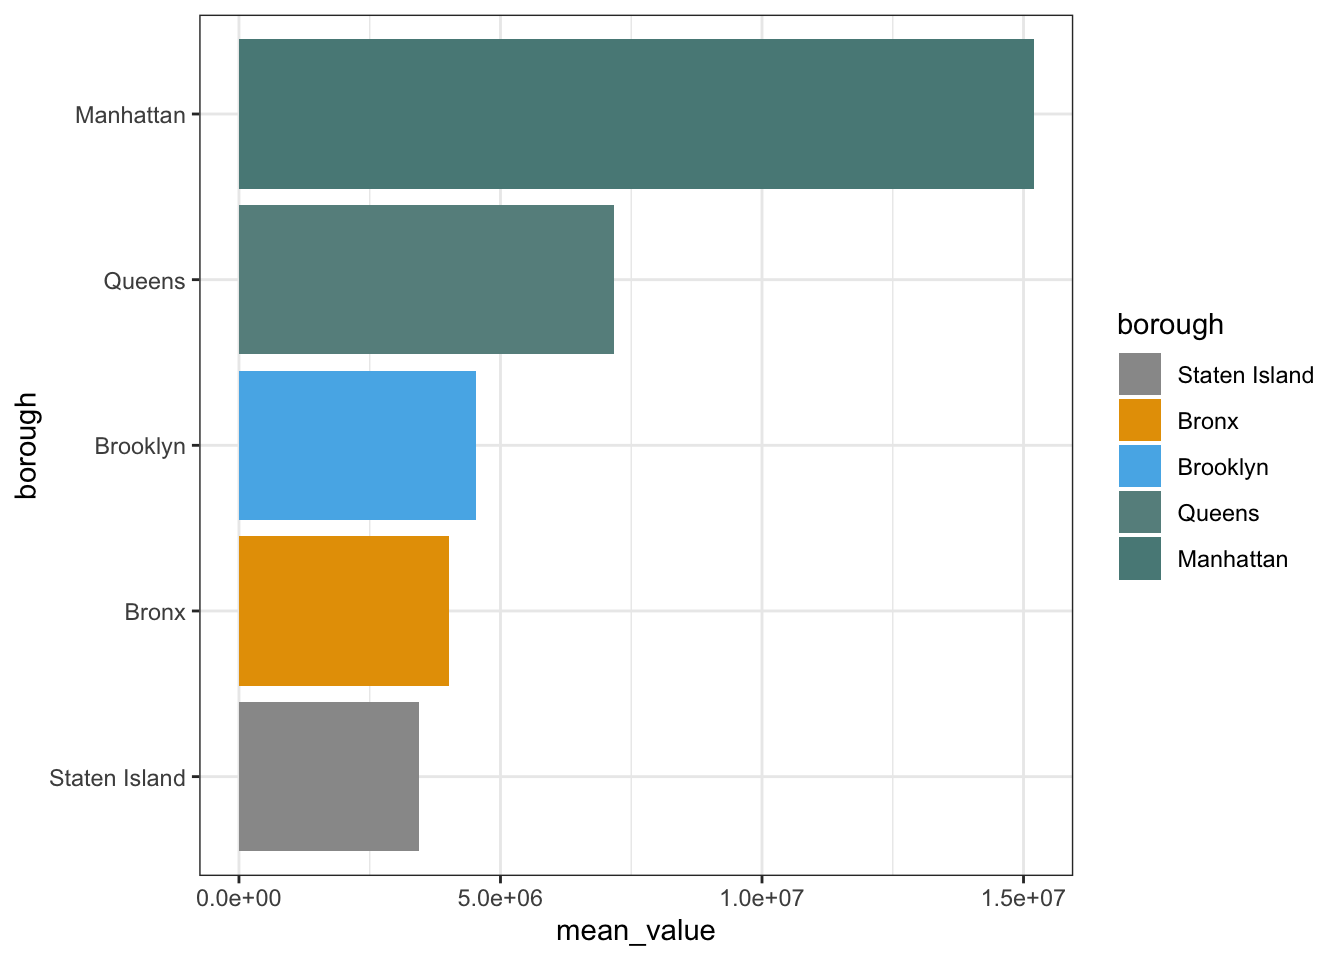 Manhattan
Queens
Brooklyn
Bronx
Staten Island
borough
0.0e+00 5.0e+06 1.0e+07 1.5e+07
mean_value
borough
Staten Island
Bronx
Brooklyn
Queens
Manhattan